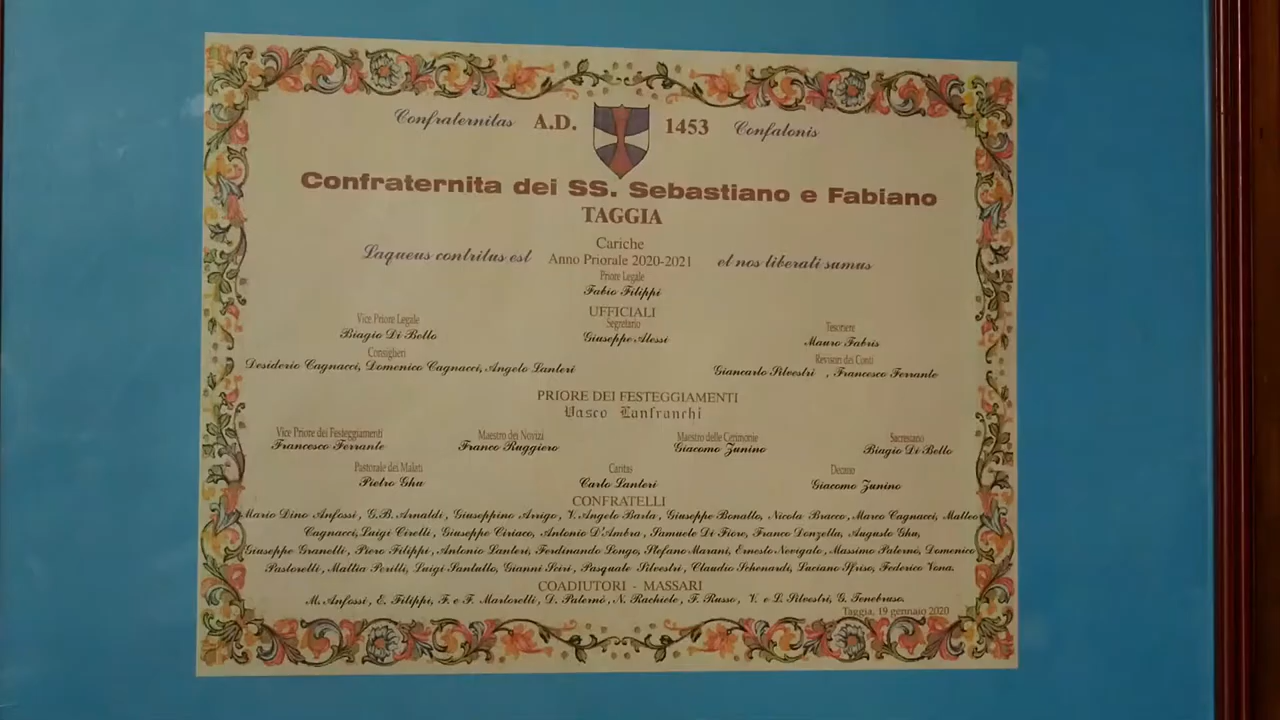 Confraternitas A.D. 1453 Confalonis
Confraternita dei SS. Sebastiano e Fabiano
TAGGIA
Cariche
Laqueus contritus est Anno Priorale 2020-2021 et nos liberati sumus
Priore Legale
Fabio Filippi
UFFICIALI
Vice Priore Legale Segretario Tesoriere
Biagio Di Bello Giuseppe Alessi Mauro Fabris
Consiglieri Revisori dei Conti
Desiderio Cagnacci, Domenico Cagnacci, Angelo Lanteri Giancarlo Silvestri , Francesco Ferrante
PRIORE DEI FESTEGGIAMENTI
Vasco Lanfranchi
Vice Priore dei Festeggiamenti Maestro dei Novizi Maestro delle Cerimonie Sacrestano
Francesco Ferrante Franco Ruggiero Giacomo Zunino Biagio Di Bello
Pastorale dei Malati Caritas Decano
Pietro Ghu Carlo Lanteri Giacomo Zunino
CONFRATELLI
Mario Dino Anfossi, G.B. Arnaldi, Giuseppino Arrigo, V. Angelo Barla, Giuseppe Bonatto, Nicola Bracco, Marco Cagnacci, Matteo
Cagnacci, Luigi Cirelli, Giuseppe Ciriaco, Antonio D'Ambra, Samuele Di Fiore, Franco Donzella, Augusto Ghu,
Giuseppe Granelli, Piero Filippi, Antonio Lanteri, Ferdinando Longo, Stefano Marani, Ernesto Novigato, Massimo Paternò, Domenico
Pastorelli, Mattia Perilli, Luigi Santullo, Gianni Sciri, Pasquale Silvestri, Claudio Schenardi, Luciano Sfriso, Federico Vona.
COADIUTORI - MASSARI
M. Anfossi, E. Filippi, F. e F. Martorelli, D. Paternò, N. Rachiele, F. Russo, V. e L. Silvestri, G. Tenebruso.
Taggia, 19 gennaio 2020